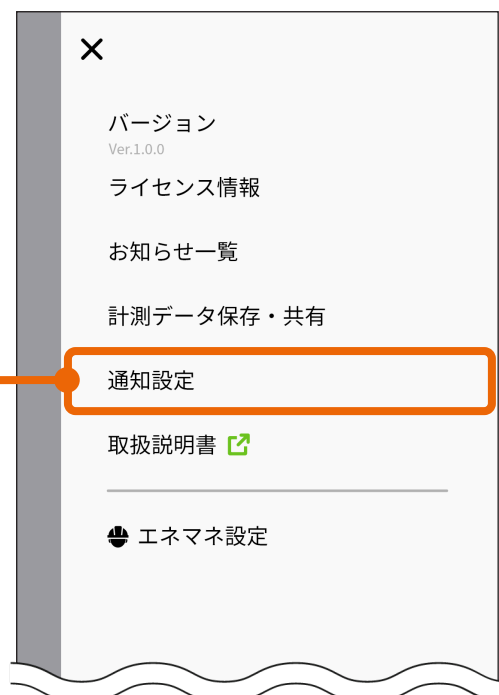 バージョン
Ver.1.0.0
ライセンス情報
お知らせ一覧
計測データ保存・共有
通知設定
取扱説明書
エネマネ設定